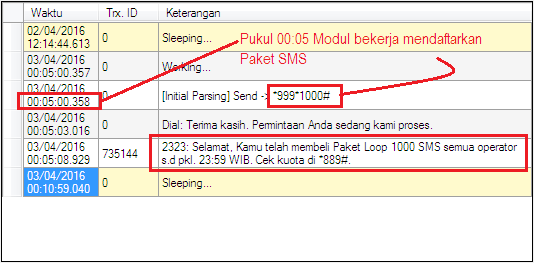 Waktu Trx. ID Keterangan
02/04/2016
12:14:44.613 0 Sleeping...
Pukul 00:05 Modul bekerja mendaftarkan
Paket SMS
03/04/2016
00:05:00.357 0 Working...
03/04/2016
00:05:00.358 0 [Initial Parsing] Send -> *999*1000#
03/04/2016
00:05:03.016 0 Dial: Terima kasih. Permintaan Anda sedang kami proses.
03/04/2016
00:05:08.929 735144 2323: Selamat, Kamu telah membeli Paket Loop 1000 SMS semua operator
s.d pkl. 23:59 WIB. Cek kuota di *889#.
03/04/2016
00:10:59.040 0 Sleeping...